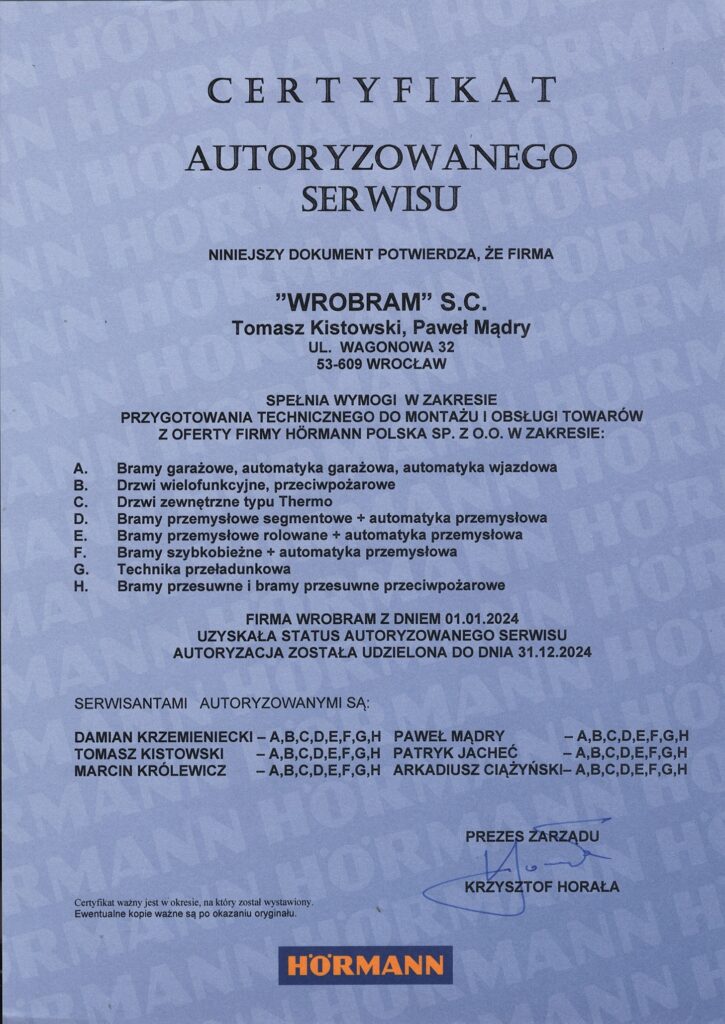 CERTYFIKAT
AUTORYZOWANEGO
SERWISU
NINIEJSZY DOKUMENT POTWIERDZA, ŻE FIRMA
"WROBRAM" S.C.
Tomasz Kistowski, Paweł Mądry
UL. WAGONOWA 32
53-609 WROCŁAW
SPEŁNIA WYMOGI W ZAKRESIE
PRZYGOTOWANIA TECHNICZNEGO DO MONTAŻU I OBSŁUGI TOWARÓW
Z OFERTY FIRMY HÖRMANN POLSKA SP. Z O.O. W ZAKRESIE:
A. Bramy garażowe, automatyka garażowa, automatyka wjazdowa
B. Drzwi wielofunkcyjne, przeciwpożarowe
C. Drzwi zewnętrzne typu Thermo
D. Bramy przemysłowe segmentowe + automatyka przemysłowa
E. Bramy przemysłowe rolowane + automatyka przemysłowa
F. Bramy szybkobieżne + automatyka przemysłowa
G. Technika przeładunkowa
H. Bramy przesuwne i bramy przesuwne przeciwpożarowe
FIRMA WROBRAM Z DNIEM 01.01.2024
UZYSKAŁA STATUS AUTORYZOWANEGO SERWISU
AUTORYZACJA ZOSTAŁA UDZIELONA DO DNIA 31.12.2024
SERWISANTAMI AUTORYZOWANYMI SĄ:
DAMIAN KRZEMIENIECKI – A,B,C,D,E,F,G,H PAWEŁ MĄDRY – A,B,C,D,E,F,G,H
TOMASZ KISTOWSKI – A,B,C,D,E,F,G,H PATRYK JACHEĆ – A,B,C,D,E,F,G,H
MARCIN KRÓLEWICZ – A,B,C,D,E,F,G,H ARKADIUSZ CIĄŻYŃSKI– A,B,C,D,E,F,G,H
PREZES ZARZĄDU
KRZYSZTOF HORAŁA
Certyfikat ważny jest w okresie, na który został wystawiony.
Ewentualne kopie ważne są po okazaniu oryginału.
HÖRMANN